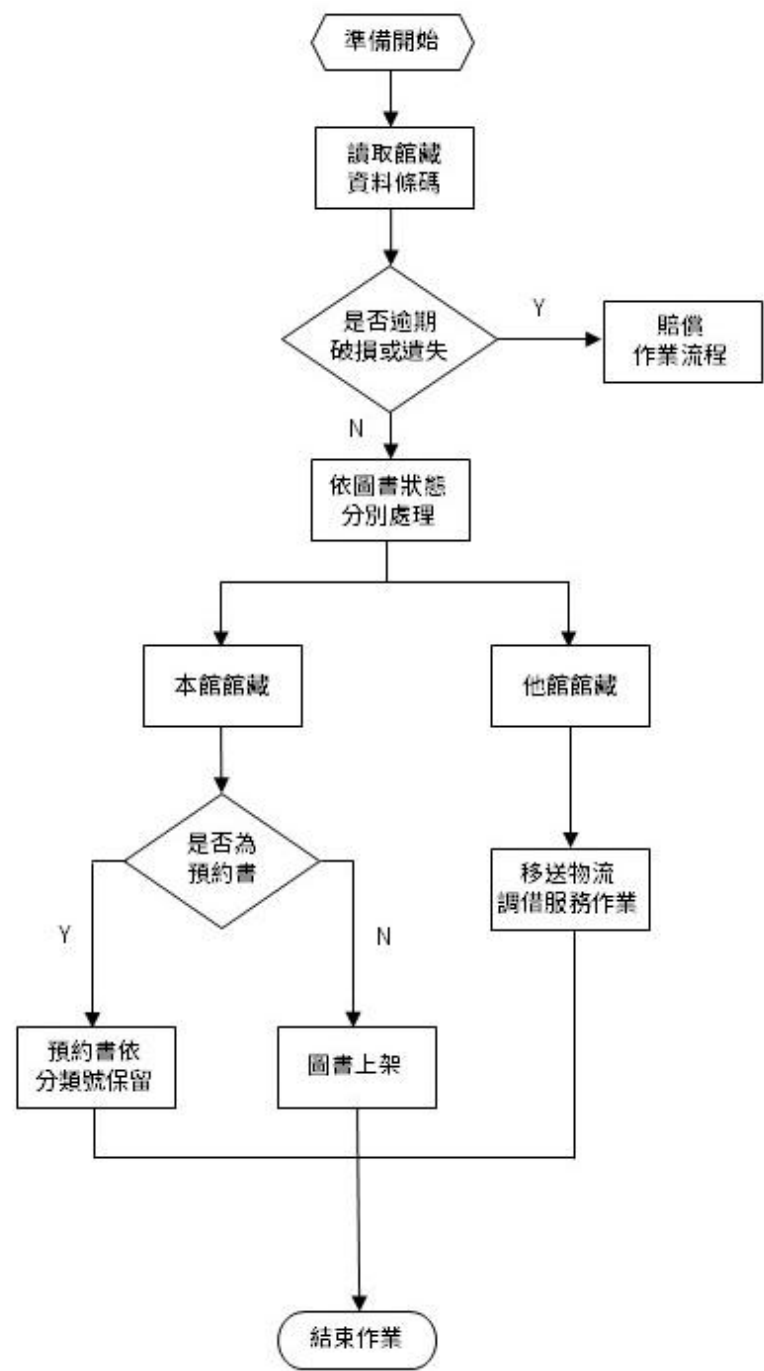 準備開始
讀取館藏
資料條碼
是否逾期
破損或遺失
Y
賠償
作業流程
N
依圖書狀態
分別處理
本館館藏
他館館藏
是否為
預約書
移送物流
調借服務作業
Y
N
預約書依
分類號保留
圖書上架
結束作業